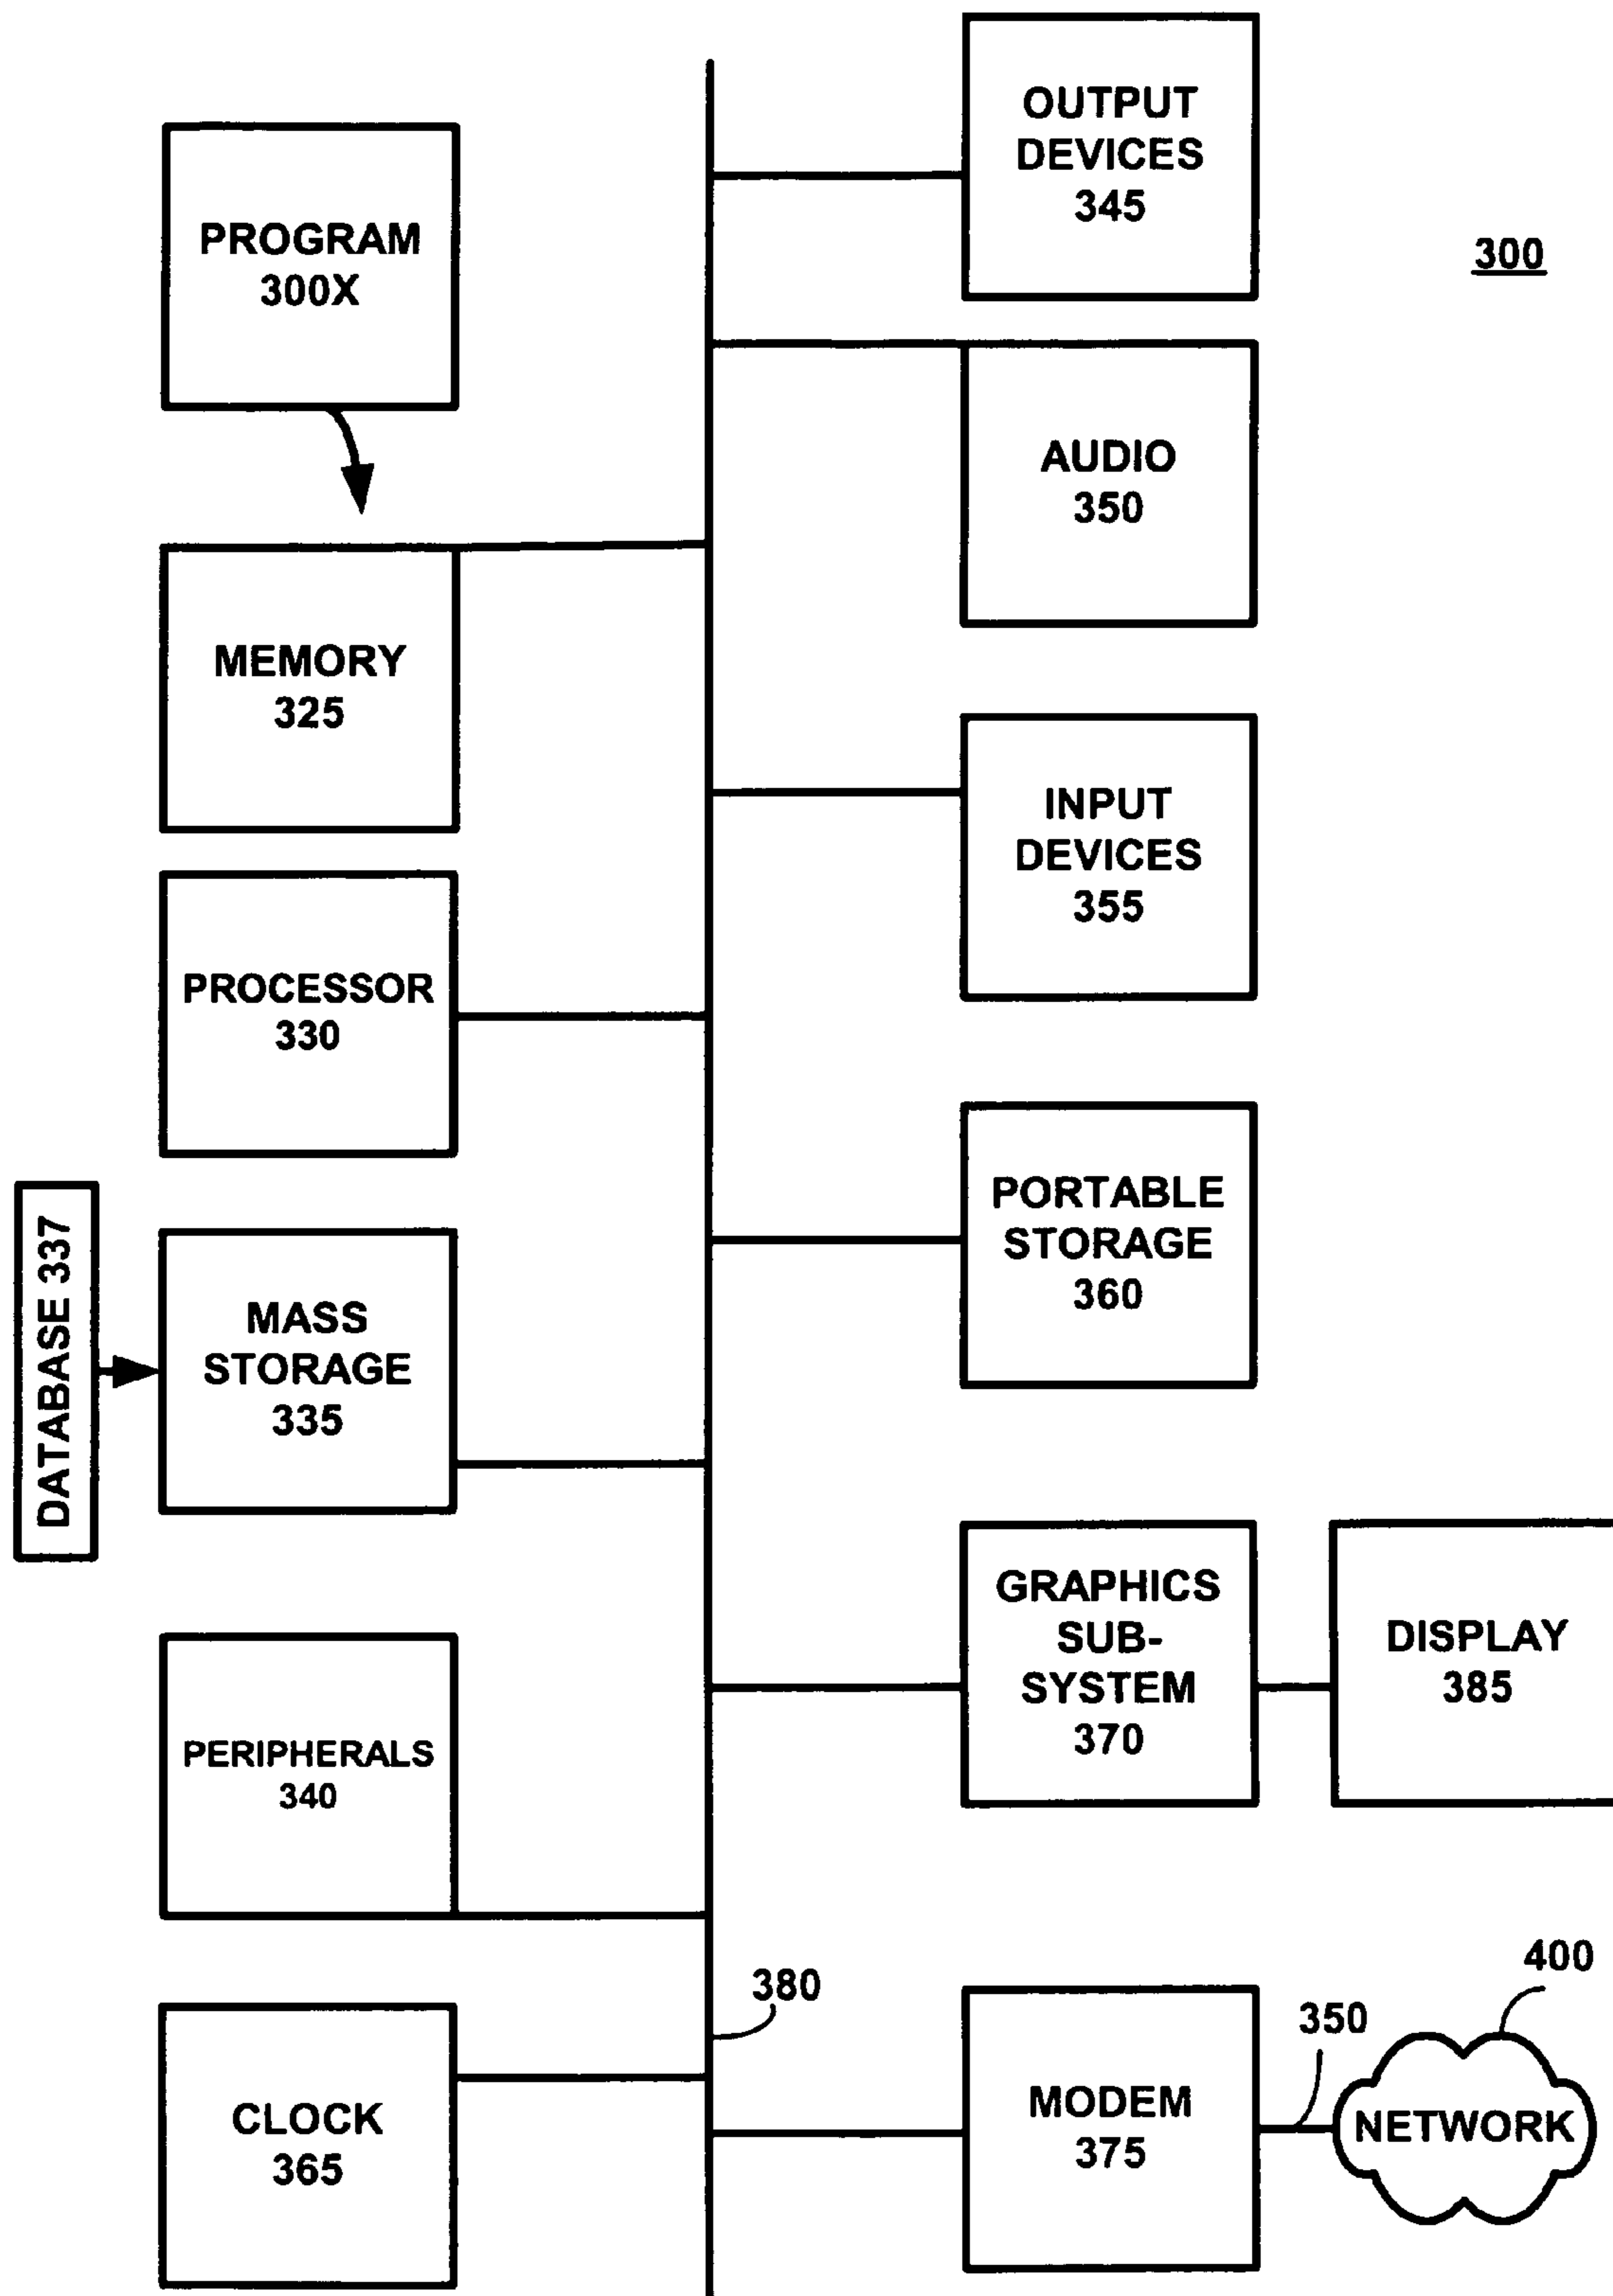 OUTPUT
DEVICES
345
300
PROGRAM
300X
AUDIO
350
MEMORY
325
INPUT
DEVICES
355
PROCESSOR
330
PORTABLE
STORAGE
360
DATABASE 337
MASS
STORAGE
335
GRAPHICS
SUB-
SYSTEM
370
DISPLAY
385
PERIPHERALS
340
380
400
350
CLOCK
365
MODEM
375
NETWORK